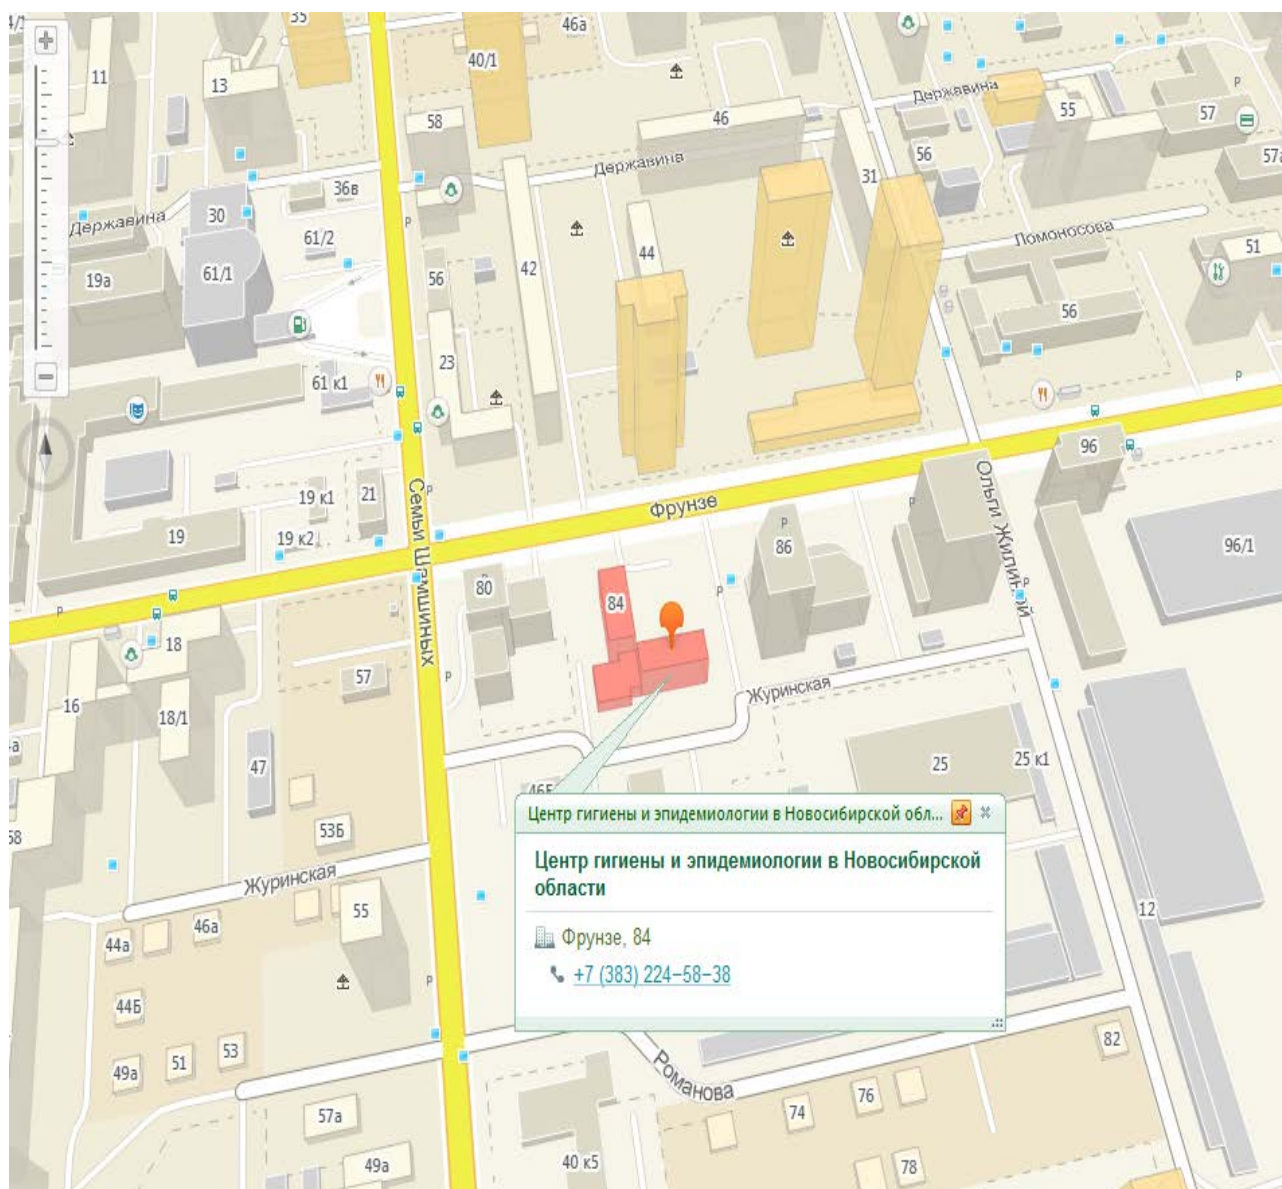 35
46а
40/1
11
13
58
46
Державина
55
57
57а
56
31
Державина
36в
30
Державина
61/2
44
Ломоносова
51
61/1
19а
56
42
56
23
61 к1
P
96
Ольги Жилиной
Семьи Шамшиных
19 к1
21
Фрунзе
P
19
19 к2
86
96/1
80
84
P
18
57
Журинская
16
18/1
47
25
25 к1
53Б
Центр гигиены и эпидемиологии в Новосибирской обл...
Центр гигиены и эпидемиологии в Новосибирской
области
Фрунзе, 84
+7 (383) 224-58-38
Журинская
55
46а
44а
12
44Б
53
51
49а
82
Романова
76
74
57а
49а
40 к5
78